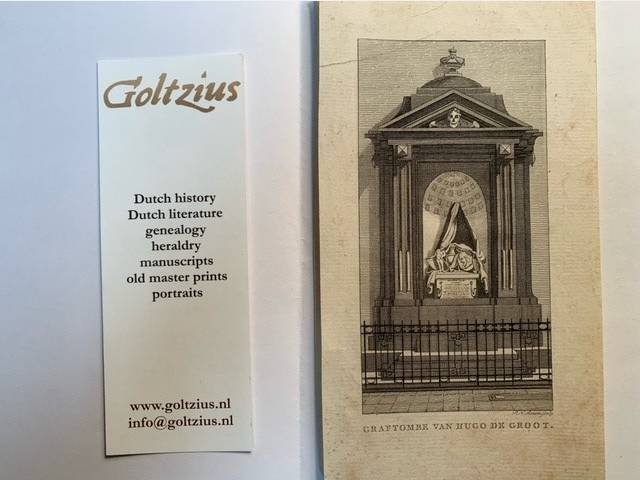 Goltzius
Dutch history
Dutch literature
genealogy
heraldry
manuscripts
old master prints
portraits
www.goltzius.nl
info@goltzius.nl
GRAFTOMBE VAN HUGO DE GROOT.